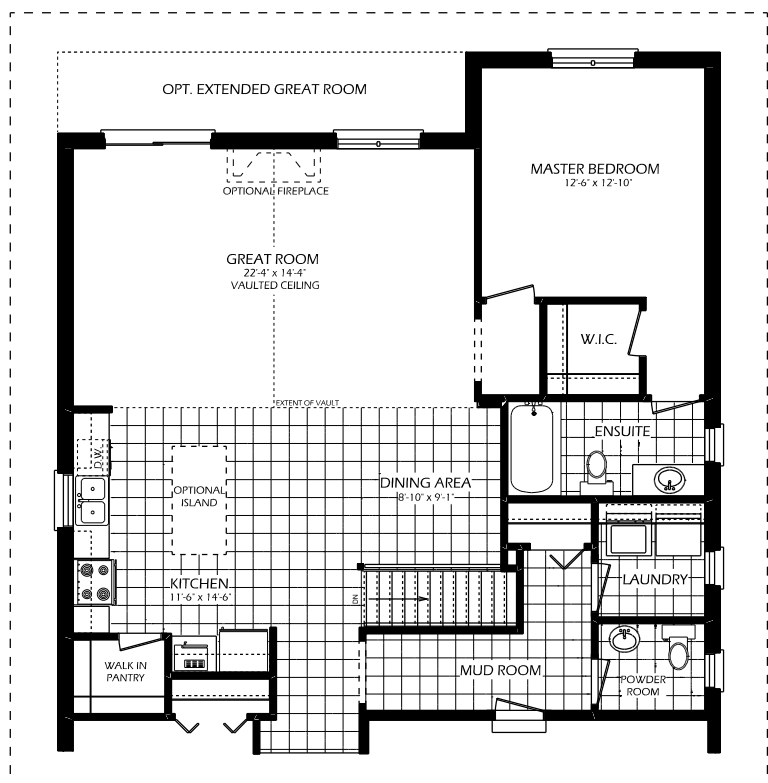 OPT. EXTENDED GREAT ROOM
MASTER BEDROOM
12'-6" x 12'-10"
OPTIONAL FIREPLACE
GREAT ROOM
22'-4" x 14'-4"
VAULTED CEILING
W.I.C.
EXTENT OF VAULT
ENSUITE
D.W.
OPTIONAL
ISLAND
DINING AREA
8'-10" x 9'-1"
KITCHEN
11'-6" x 14'-6"
DN
LAUNDRY
WALK IN
PANTRY
MUD ROOM
POWDER
ROOM